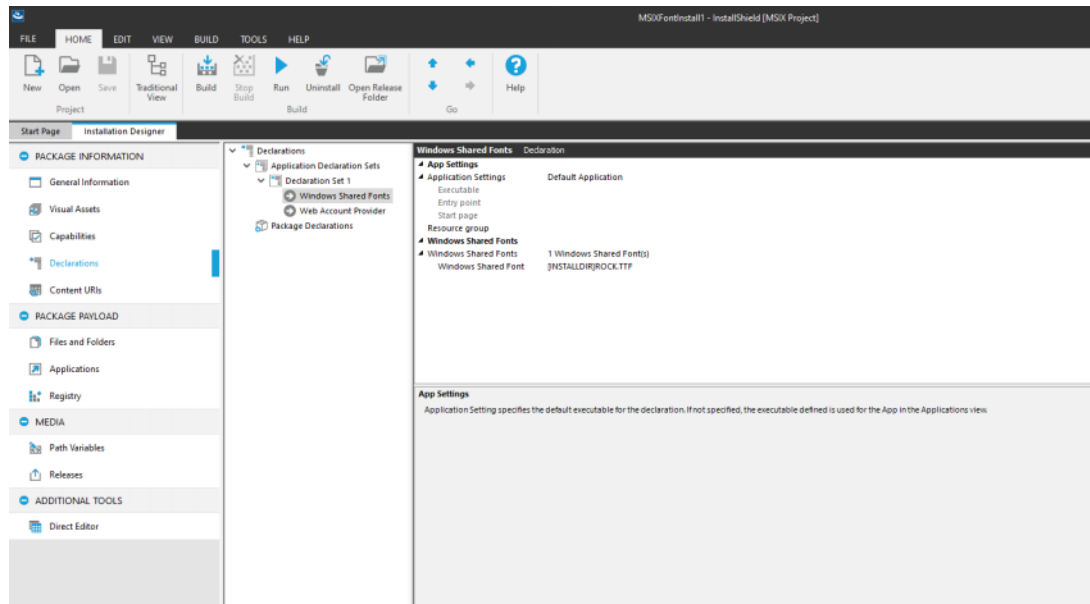 MSIXFontInstall1 - InstallShield [MSIX Project]
FILE HOME EDIT VIEW BUILD TOOLS HELP
New Open Save Traditional View Build Stop Build Run Uninstall Open Release Folder Help
Project Build Go
Start Page Installation Designer
PACKAGE INFORMATION
General Information
Visual Assets
Capabilities
Declarations
Content URIs
PACKAGE PAYLOAD
Files and Folders
Applications
Registry
MEDIA
Path Variables
Releases
ADDITIONAL TOOLS
Direct Editor
Declarations
Application Declaration Sets
Declaration Set 1
Windows Shared Fonts
Web Account Provider
Package Declarations
Windows Shared Fonts Declaration
App Settings
Application Settings Default Application
Executable
Entry point
Start page
Resource group
Windows Shared Fonts
Windows Shared Fonts 1 Windows Shared Font(s)
Windows Shared Font [INSTALLDIR]ROCK.TTF
App Settings
Application Setting specifies the default executable for the declaration. If not specified, the executable defined is used for the App in the Applications view.